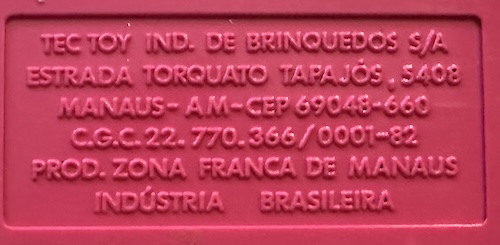 TEC TOY IND. DE BRINQUEDOS S/A
ESTRADA TORQUATO TAPAJÓS, 5408
MANAUS-AM-CEP 69048-660
C.G.C. 22.770.366/0001-82
PROD. ZONA FRANCA DE MANAUS
INDÚSTRIA BRASILEIRA